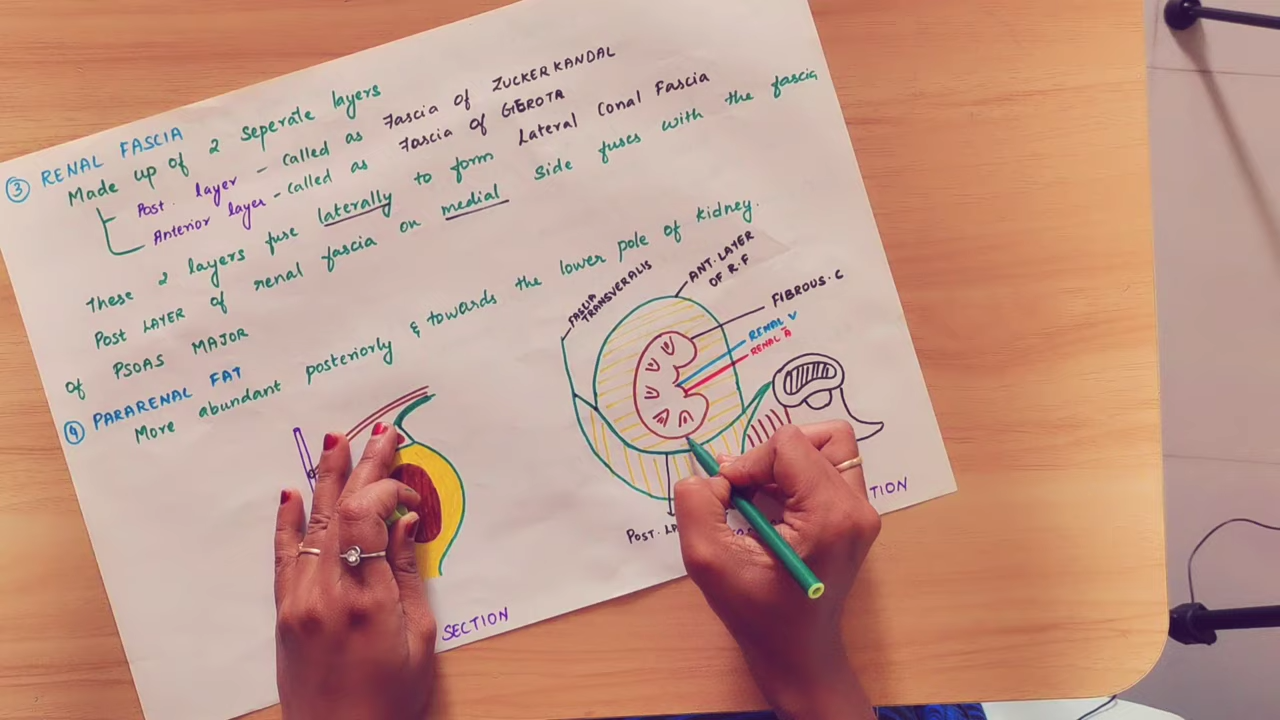 ③ RENAL FASCIA
Made up of 2 seperate layers
Post. layer - called as Fascia of ZUCKERKANDAL
Anterior layer - called as Fascia of GEROTA
These 2 layers fuse laterally to form Lateral Conal Fascia
Post LAYER of renal fascia on medial side fuses with the fascia
of PSOAS MAJOR
④ PARARENAL FAT
More abundant posteriorly & towards the lower pole of kidney.
FASCIA
TRANSVERALIS
ANT. LAYER
OF R.F
FIBROUS.C
RENAL V
RENAL A
POST.
SECTION
TION